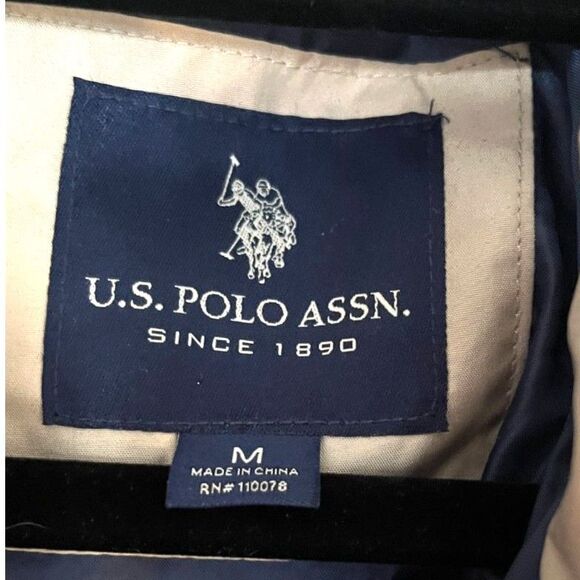 U.S. POLO ASSN.
SINCE 1890
M
MADE IN CHINA
RN# 110078